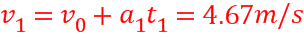 v₁ = v₀ + a₁t₁ = 4.67m/s